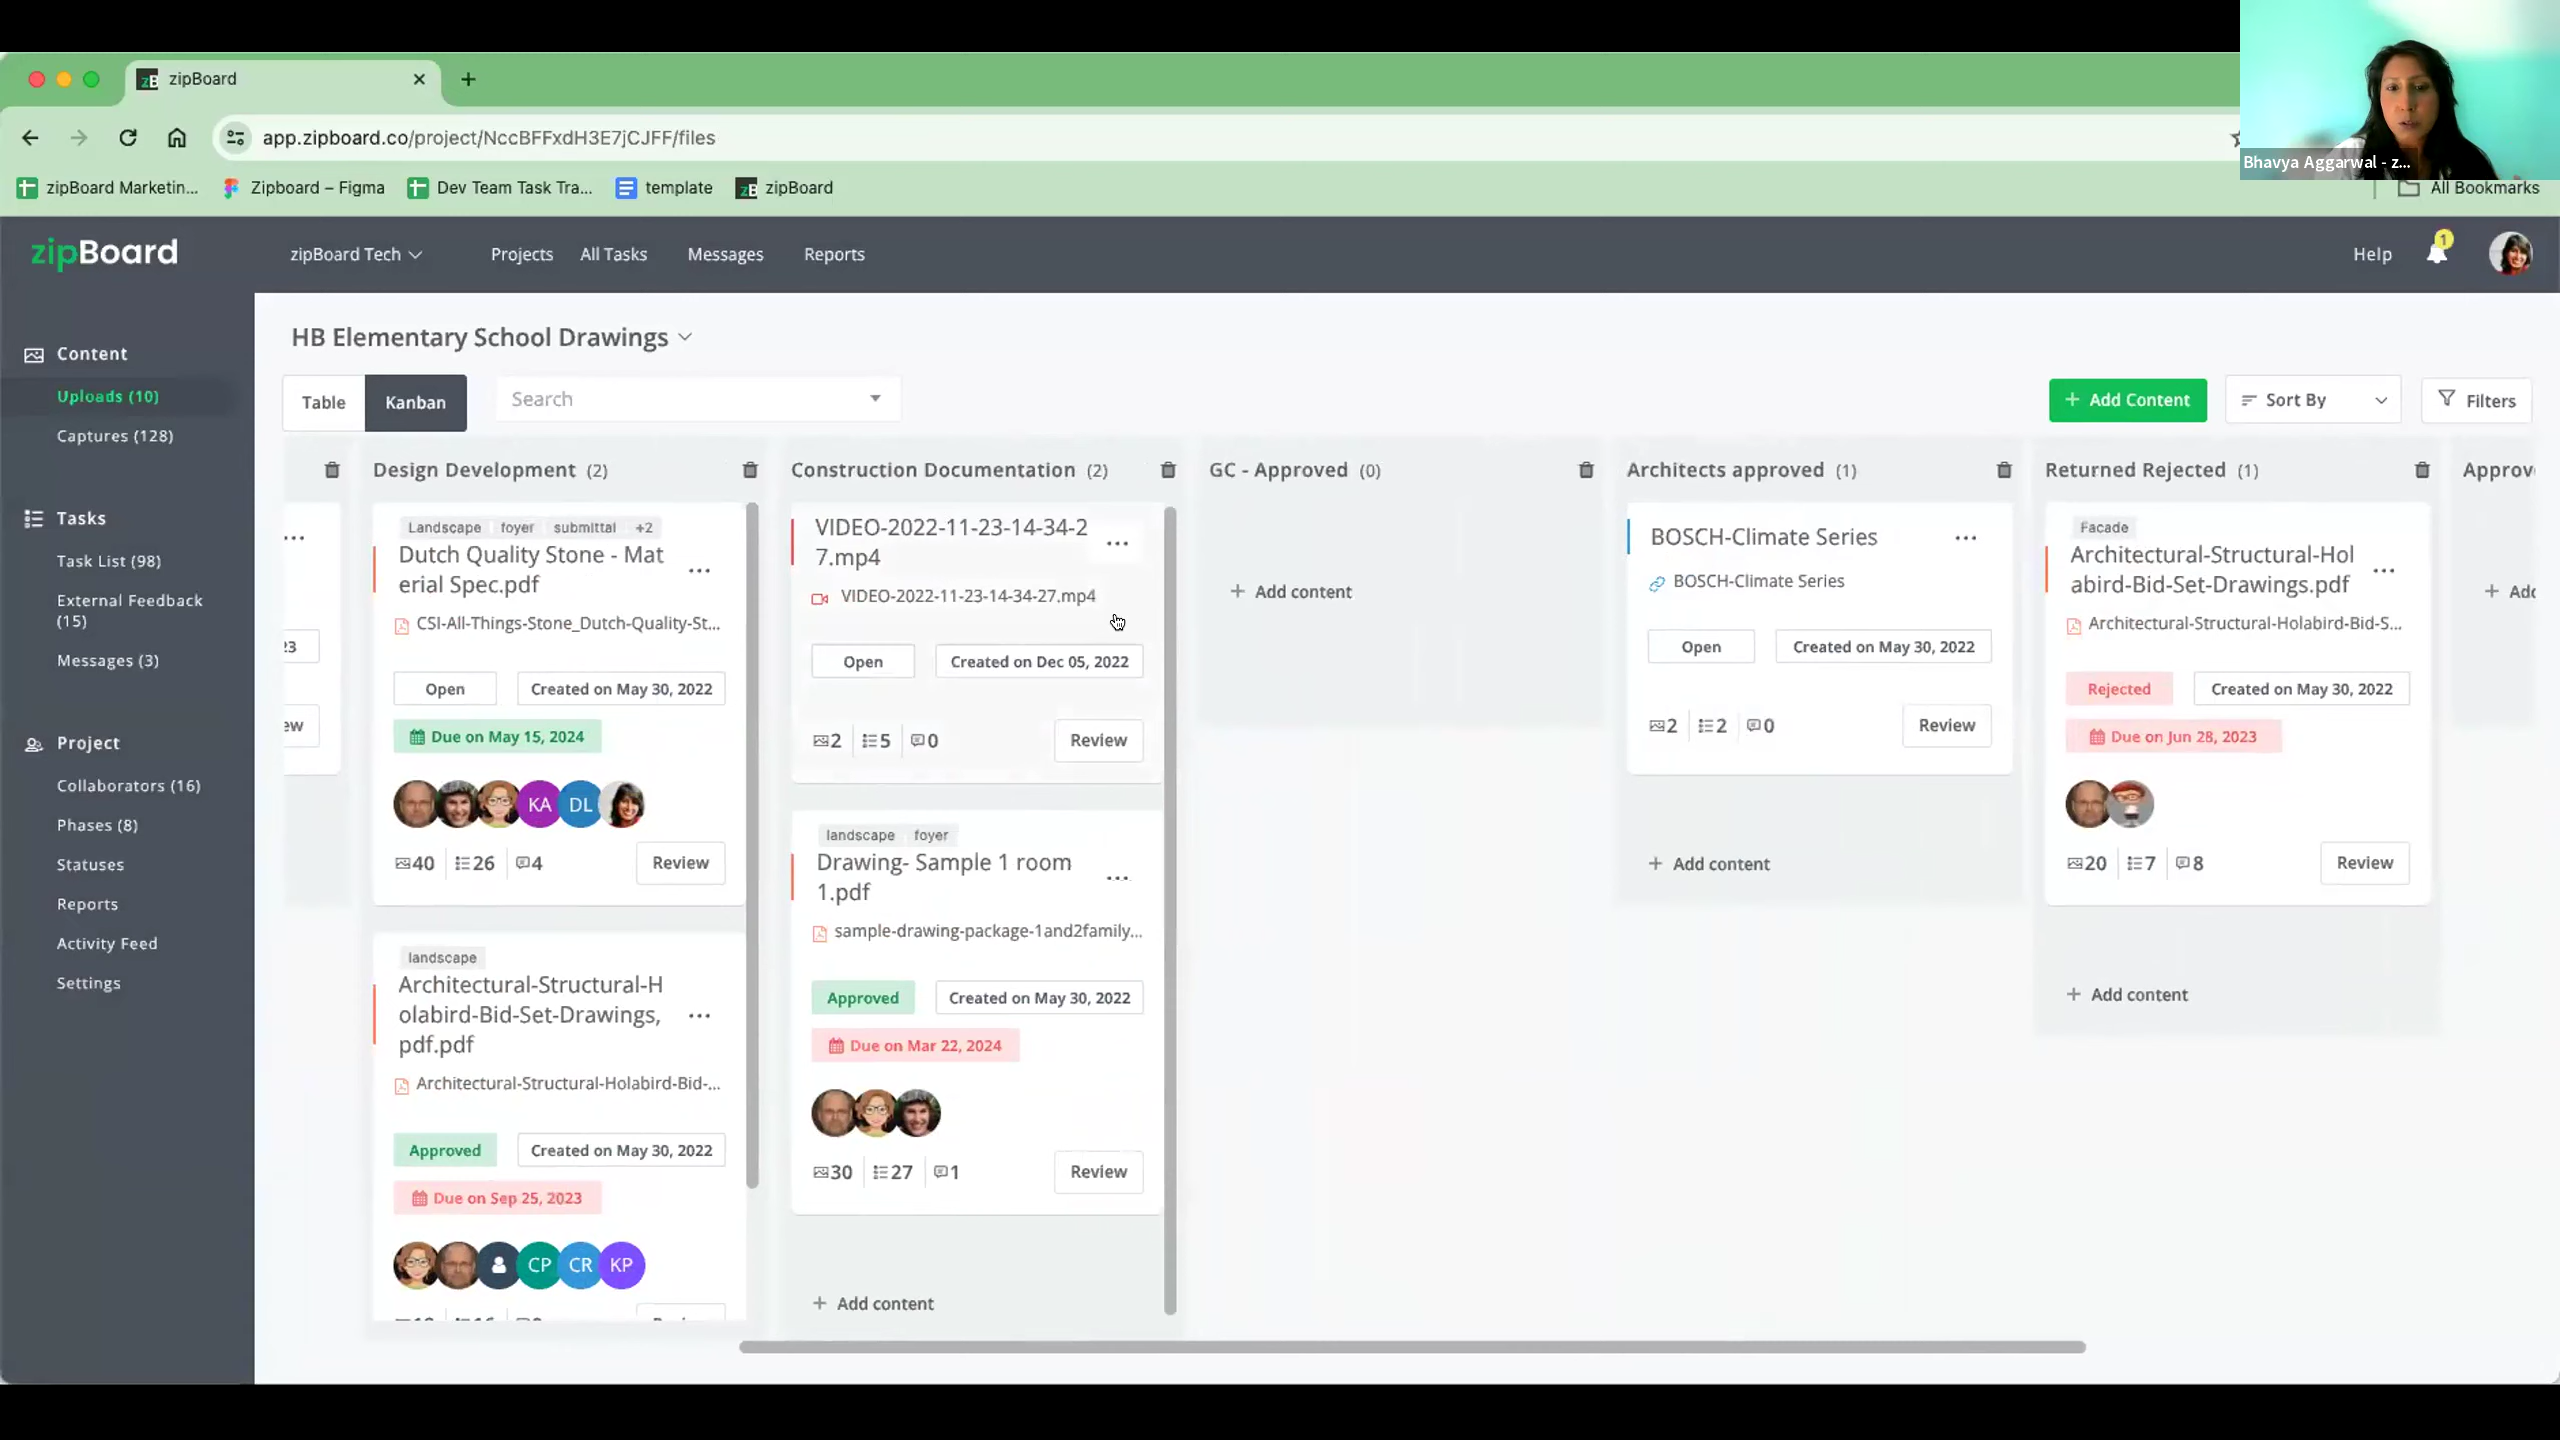 zipBoard
Bhavya Aggarwal - z...
app.zipboard.co/project/NccBFFxdH3E7jCJFF/files
zipBoard Marketin...
Zipboard – Figma
Dev Team Task Tra...
template
zipBoard
All Bookmarks
zipBoard
zipBoard Tech
Projects
All Tasks
Messages
Reports
Help
1
Content
Uploads (10)
Captures (128)
Tasks
Task List (98)
External Feedback
(15)
Messages (3)
Project
Collaborators (16)
Phases (8)
Statuses
Reports
Activity Feed
Settings
HB Elementary School Drawings
Table
Kanban
Search
+ Add Content
Sort By
Filters
23
ew
Design Development (2)
Landscape foyer submittal +2
Dutch Quality Stone - Mat
erial Spec.pdf
CSI-All-Things-Stone_Dutch-Quality-St...
Open
Created on May 30, 2022
Due on May 15, 2024
KA DL
40 26 4
Review
landscape
Architectural-Structural-H
olabird-Bid-Set-Drawings,
pdf.pdf
Architectural-Structural-Holabird-Bid-...
Approved
Created on May 30, 2022
Due on Sep 25, 2023
CP CR KP
Construction Documentation (2)
VIDEO-2022-11-23-14-34-2
7.mp4
VIDEO-2022-11-23-14-34-27.mp4
Open
Created on Dec 05, 2022
2 5 0
Review
landscape foyer
Drawing- Sample 1 room
1.pdf
sample-drawing-package-1and2family...
Approved
Created on May 30, 2022
Due on Mar 22, 2024
30 27 1
Review
+ Add content
GC - Approved (0)
+ Add content
Architects approved (1)
BOSCH-Climate Series
BOSCH-Climate Series
Open
Created on May 30, 2022
2 2 0
Review
+ Add content
Returned Rejected (1)
Facade
Architectural-Structural-Hol
abird-Bid-Set-Drawings.pdf
Architectural-Structural-Holabird-Bid-S...
Rejected
Created on May 30, 2022
Due on Jun 28, 2023
20 7 8
Review
+ Add content
Approv
+ Add